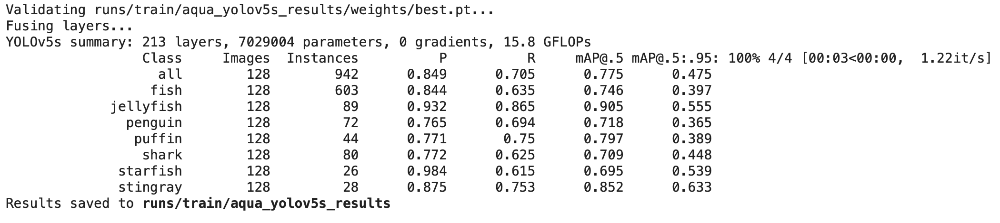 Validating runs/train/aqua_yolov5s_results/weights/best.pt...
Fusing layers...
YOLOv5s summary: 213 layers, 7029004 parameters, 0 gradients, 15.8 GFLOPs
Class Images Instances P R mAP@.5 mAP@.5:.95: 100% 4/4 [00:03<00:00, 1.22it/s]
all 128 942 0.849 0.705 0.775 0.475
fish 128 603 0.844 0.635 0.746 0.397
jellyfish 128 89 0.932 0.865 0.905 0.555
penguin 128 72 0.765 0.694 0.718 0.365
puffin 128 44 0.771 0.75 0.797 0.389
shark 128 80 0.772 0.625 0.709 0.448
starfish 128 26 0.984 0.615 0.695 0.539
stingray 128 28 0.875 0.753 0.852 0.633
Results saved to runs/train/aqua_yolov5s_results